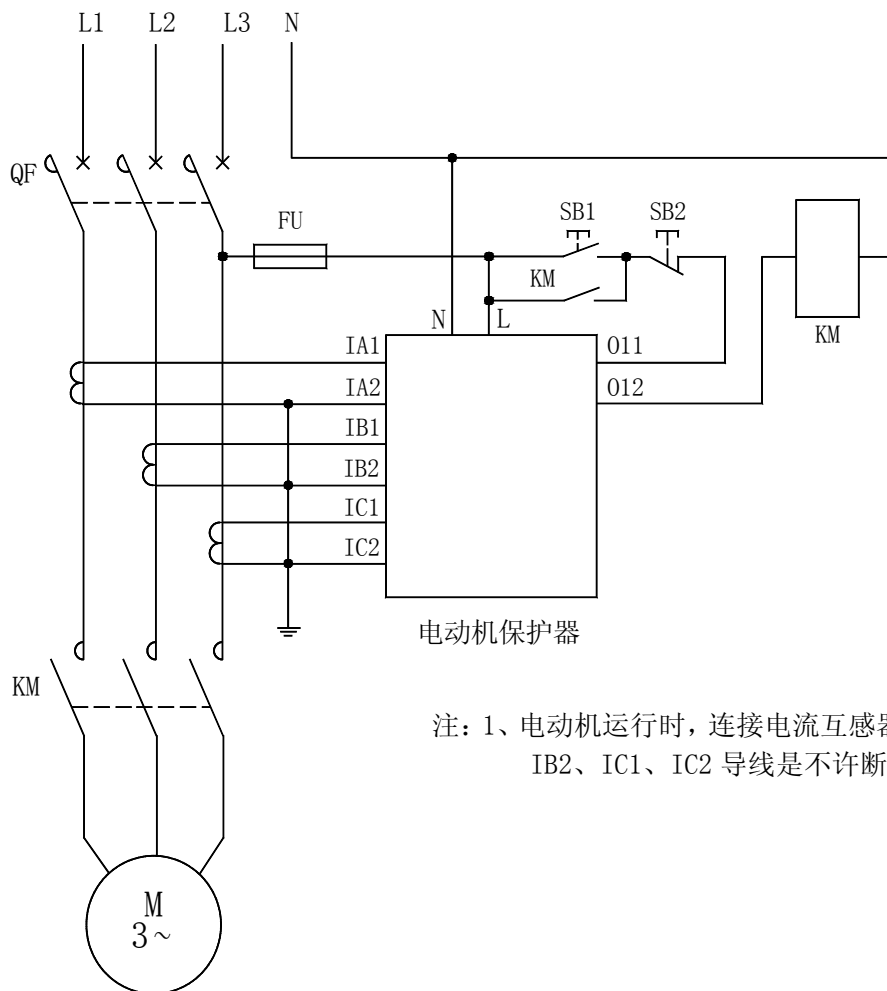 L1 L2 L3 N
QF
FU
SB1 SB2
KM
KM
N L
IA1
O11
IA2
O12
IB1
IB2
IC1
IC2
电动机保护器
KM
注：1、电动机运行时，连接电流互感器
IB2、IC1、IC2 导线是不许断
M
3~